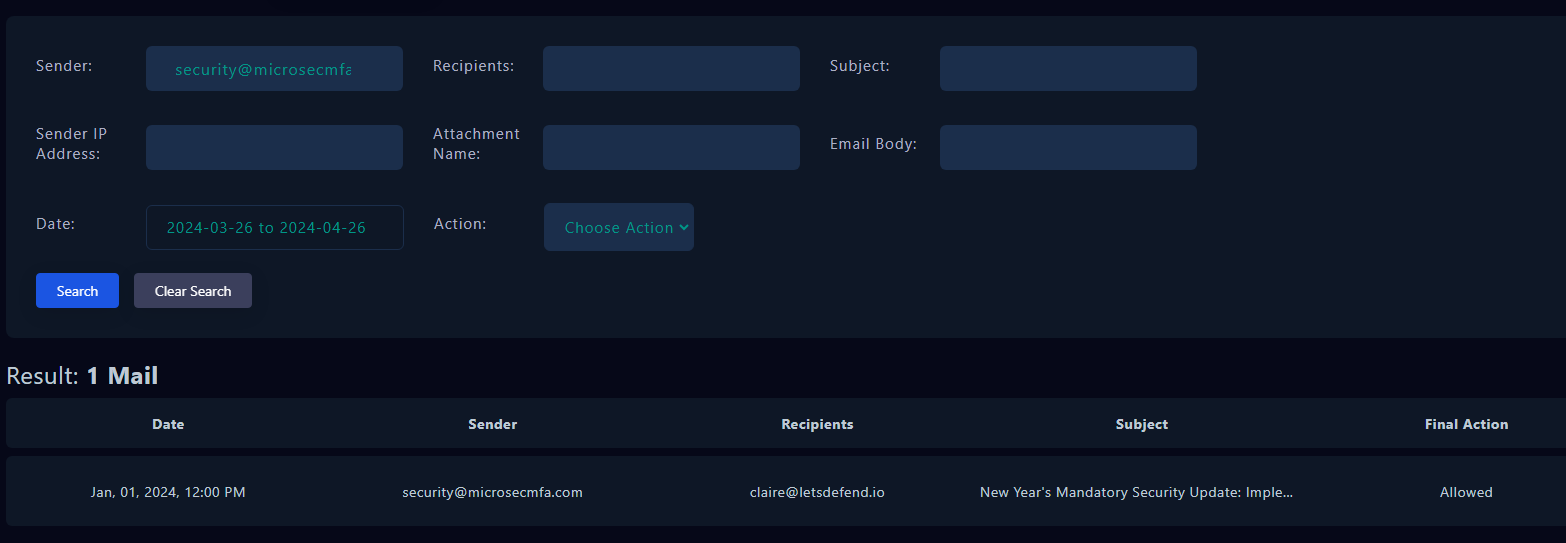 Sender: security@microsecmfa Recipients: Subject:
Sender IP Address: Attachment Name: Email Body:
Date: 2024-03-26 to 2024-04-26 Action: Choose Action
Search Clear Search
Result: 1 Mail
Date Sender Recipients Subject Final Action
Jan, 01, 2024, 12:00 PM security@microsecmfa.com claire@letsdefend.io New Year's Mandatory Security Update: Imple... Allowed